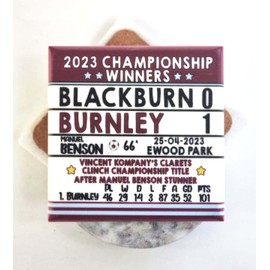 2023 CHAMPIONSHIP
WINNERS
BLACKBURN 0
BURNLEY 1
MANUEL
BENSON 66' 25-04-2023
EWOOD PARK
VINCENT KOMPANY'S CLARETS
CLINCH CHAMPIONSHIP TITLE
AFTER MANUEL BENSON STUNNER
PL W D L F A GD PTS
1. BURNLEY 46 29 14 3 87 35 52 101